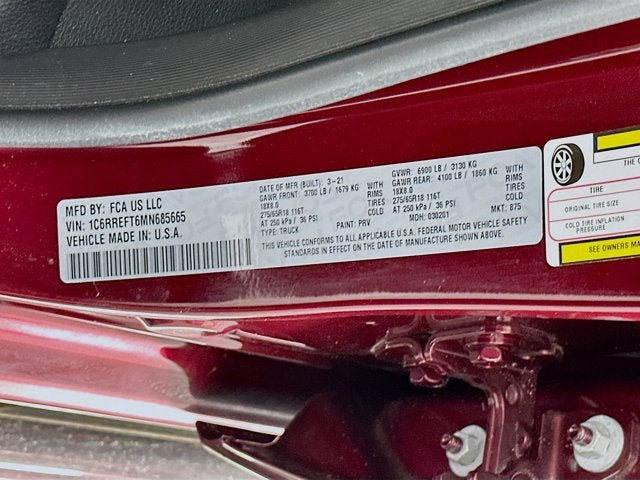 MFD BY: FCA US LLC
VIN: 1C6RREFT6MN685665
VEHICLE MADE IN: U.S.A.
DATE OF MFR (BUILT): 3-21
GAWR FRONT: 3700 LB / 1679 KG WITH
18X8.0 RIMS
275/65R18 116T TIRES
AT 250 kPa / 36 PSI COLD
TYPE: TRUCK PAINT: PRV
GVWR: 6900 LB / 3130 KG
GAWR REAR: 4100 LB / 1860 KG WITH
18X8.0 RIMS
275/65R18 116T TIRES
AT 250 kPa / 36 PSI COLD
MDH: 030201 MKT: 875
THIS VEHICLE CONFORMS TO ALL APPLICABLE U.S.A. FEDERAL MOTOR VEHICLE SAFETY
STANDARDS IN EFFECT ON THE DATE OF MANUFACTURE SHOWN ABOVE.
TIRE
ORIGINAL TIRE SIZE
COLD TIRE INFLATION
PRESSURE
SEE OWNERS